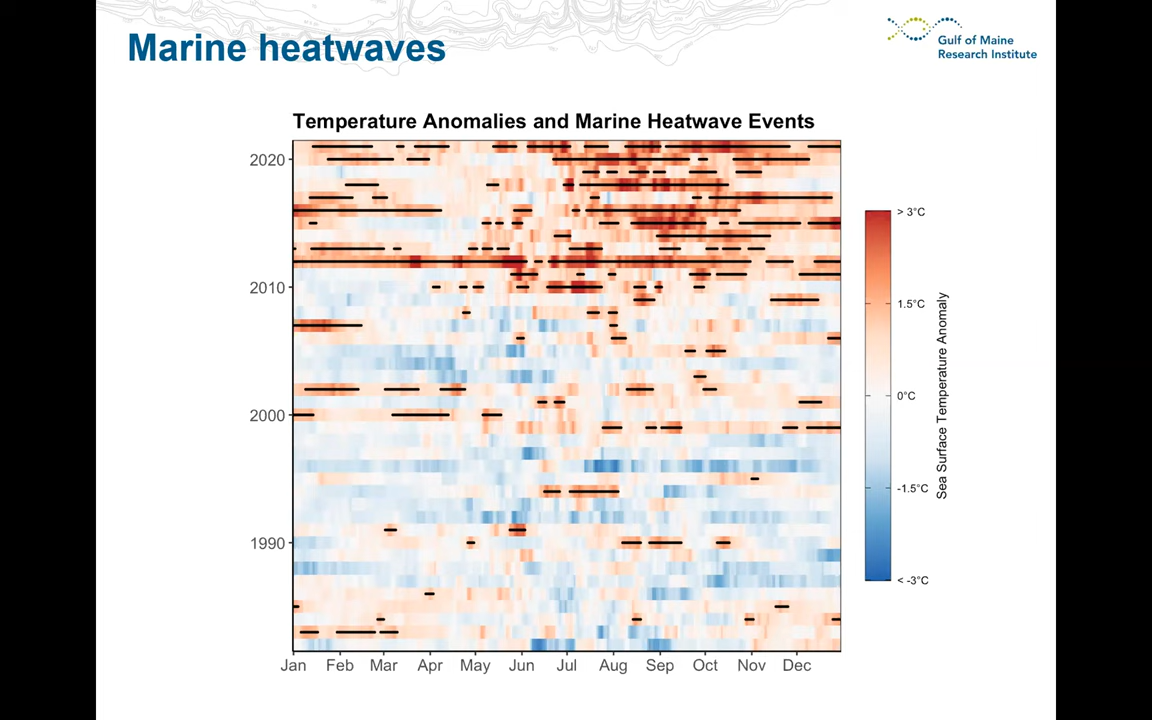 Marine heatwaves
Gulf of Maine
Research Institute
Temperature Anomalies and Marine Heatwave Events
2020
2010
2000
1990
Jan Feb Mar Apr May Jun Jul Aug Sep Oct Nov Dec
> 3°C
1.5°C
0°C
-1.5°C
< -3°C
Sea Surface Temperature Anomaly